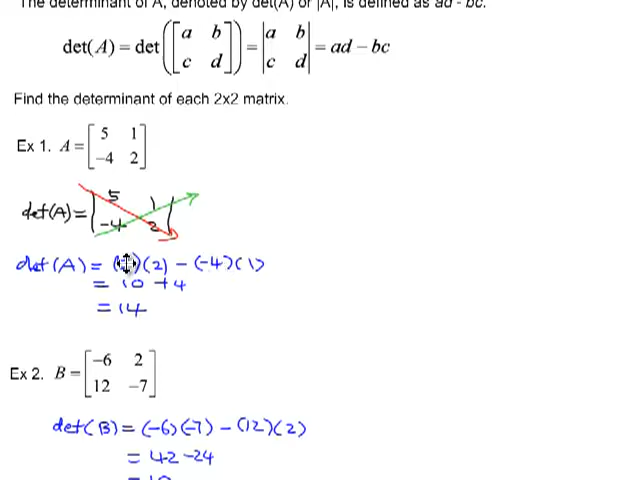 The determinant of A, denoted by det(A) or |A|, is defined as ad - bc.
det(A) = det([a b c d]) = |a b c d| = ad − bc
Find the determinant of each 2x2 matrix.
Ex 1. A = [5 1 −4 2]
det(A) = |5 1 −4 2|
det(A) = ( )(2) − (−4)(1)
= 10 + 4
= 14
Ex 2. B = [−6 2 12 −7]
det(B) = (−6)(−7) − (12)(2)
= 42 − 24